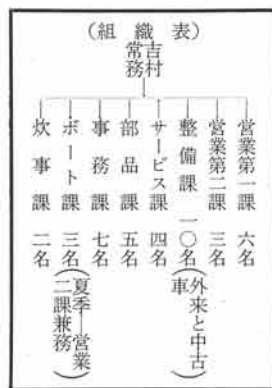 （組織表）
吉村常務
営業第一課　六名
営業第二課　三名
整備課　一〇名（外来と中古車）
サービス課　四名
部品課　五名
事務課　七名
ボート課　三名（夏季―営業二課兼務）
炊事課　二名